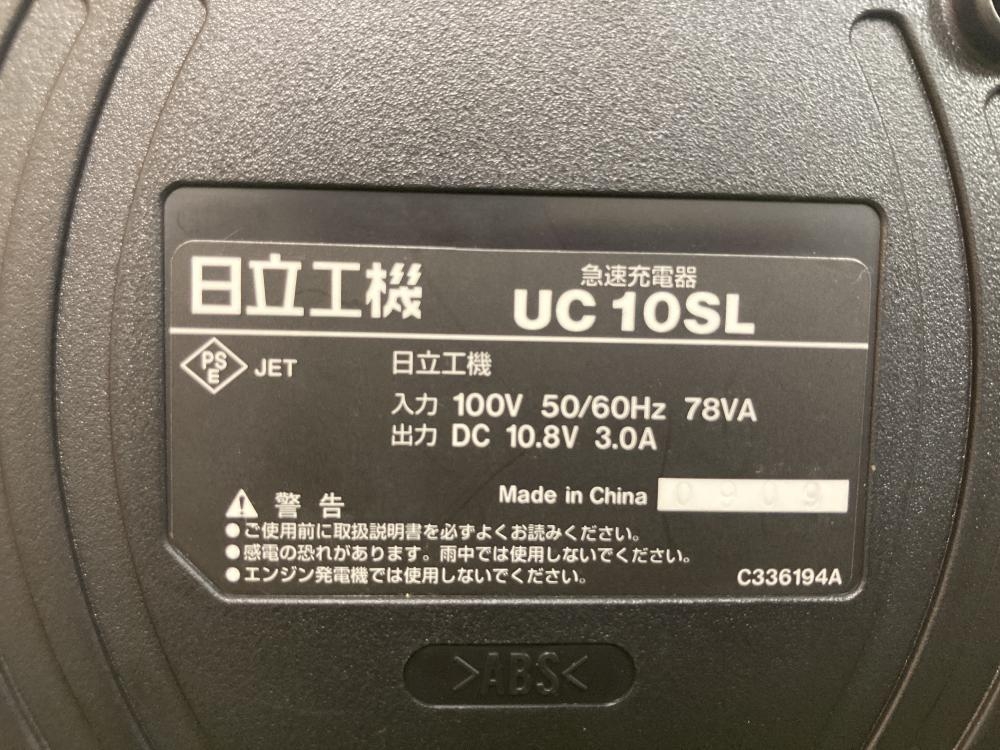 日立工機
急速充電器
UC 10SL
PS
E
JET
日立工機
入力 100V 50/60Hz 78VA
出力 DC 10.8V 3.0A
Made in China 0903
警告
●ご使用前に取扱説明書を必ずよくお読みください。
●感電の恐れがあります。雨中では使用しないでください。
●エンジン発電機では使用しないでください。
C336194A
>ABS<